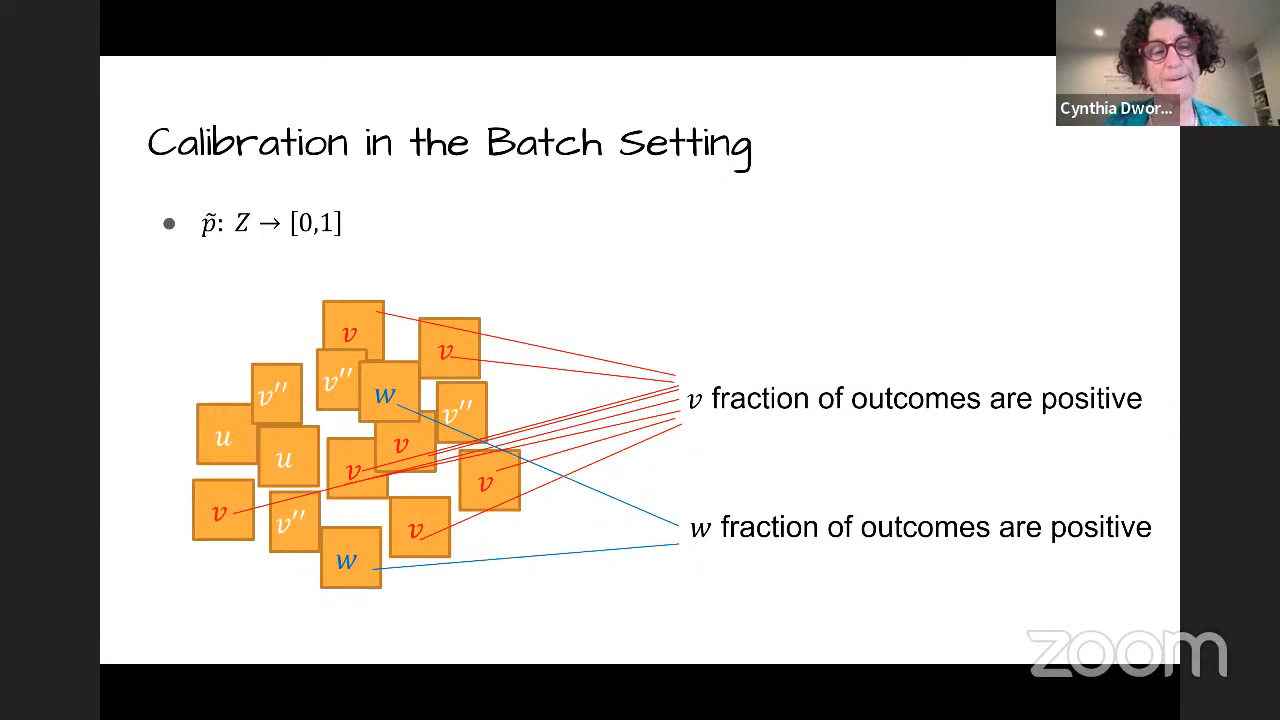 Cynthia Dwor...
Calibration in the Batch Setting
• p̃: Z → [0,1]
v
v
v′′
v′′
w
v′′
u
v
u
v
v
v
v′′
v
w
v fraction of outcomes are positive
w fraction of outcomes are positive
zoom